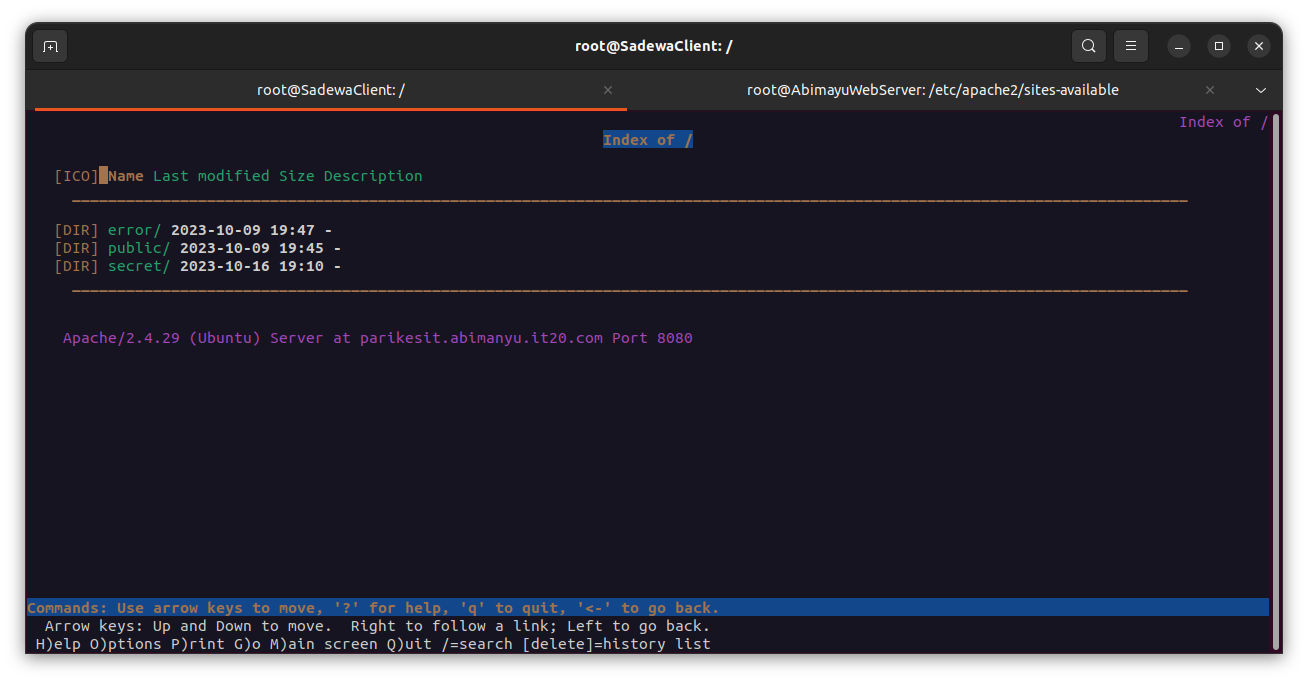 root@SadewaClient: /
root@SadewaClient: /
root@AbimayuWebServer: /etc/apache2/sites-available
Index of /
Index of /
[ICO] Name Last modified Size Description
[DIR] error/ 2023-10-09 19:47 -
[DIR] public/ 2023-10-09 19:45 -
[DIR] secret/ 2023-10-16 19:10 -
Apache/2.4.29 (Ubuntu) Server at parikesit.abimanyu.it20.com Port 8080
Commands: Use arrow keys to move, '?' for help, 'q' to quit, '<-' to go back.
Arrow keys: Up and Down to move.  Right to follow a link; Left to go back.
H)elp O)ptions P)rint G)o M)ain screen Q)uit /=search [delete]=history list